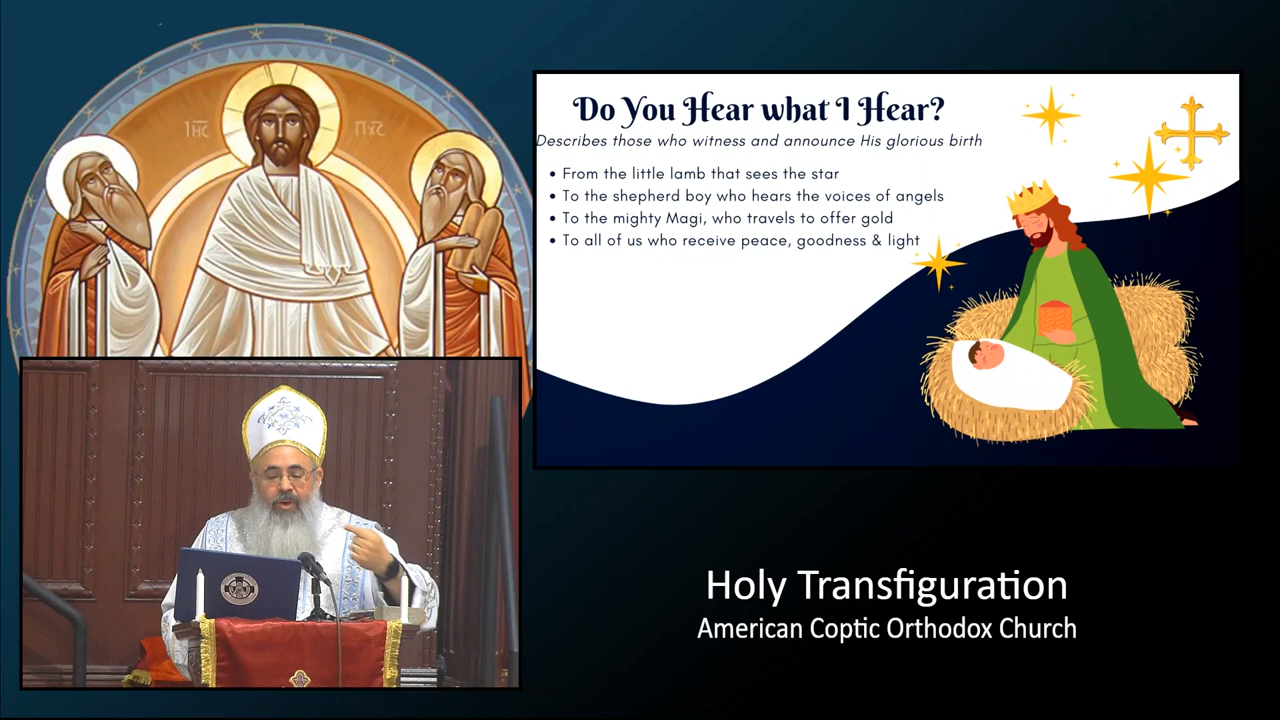 Do You Hear what I Hear?
Describes those who witness and announce His glorious birth
• From the little lamb that sees the star
• To the shepherd boy who hears the voices of angels
• To the mighty Magi, who travels to offer gold
• To all of us who receive peace, goodness & light
Holy Transfiguration
American Coptic Orthodox Church